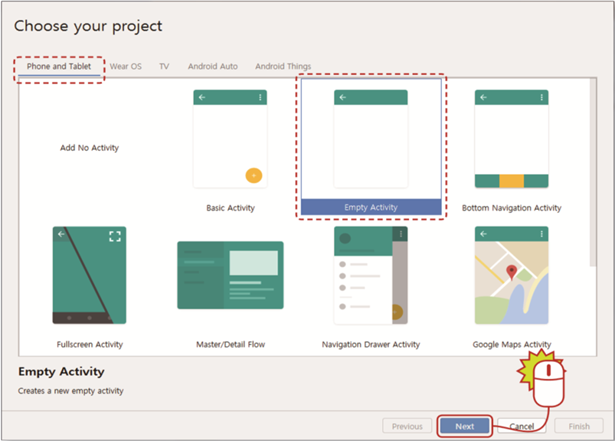 Choose your project
Phone and Tablet Wear OS TV Android Auto Android Things
Add No Activity
Basic Activity
Empty Activity
Bottom Navigation Activity
Fullscreen Activity
Master/Detail Flow
Navigation Drawer Activity
Google Maps Activity
Empty Activity
Creates a new empty activity
Previous Next Cancel Finish